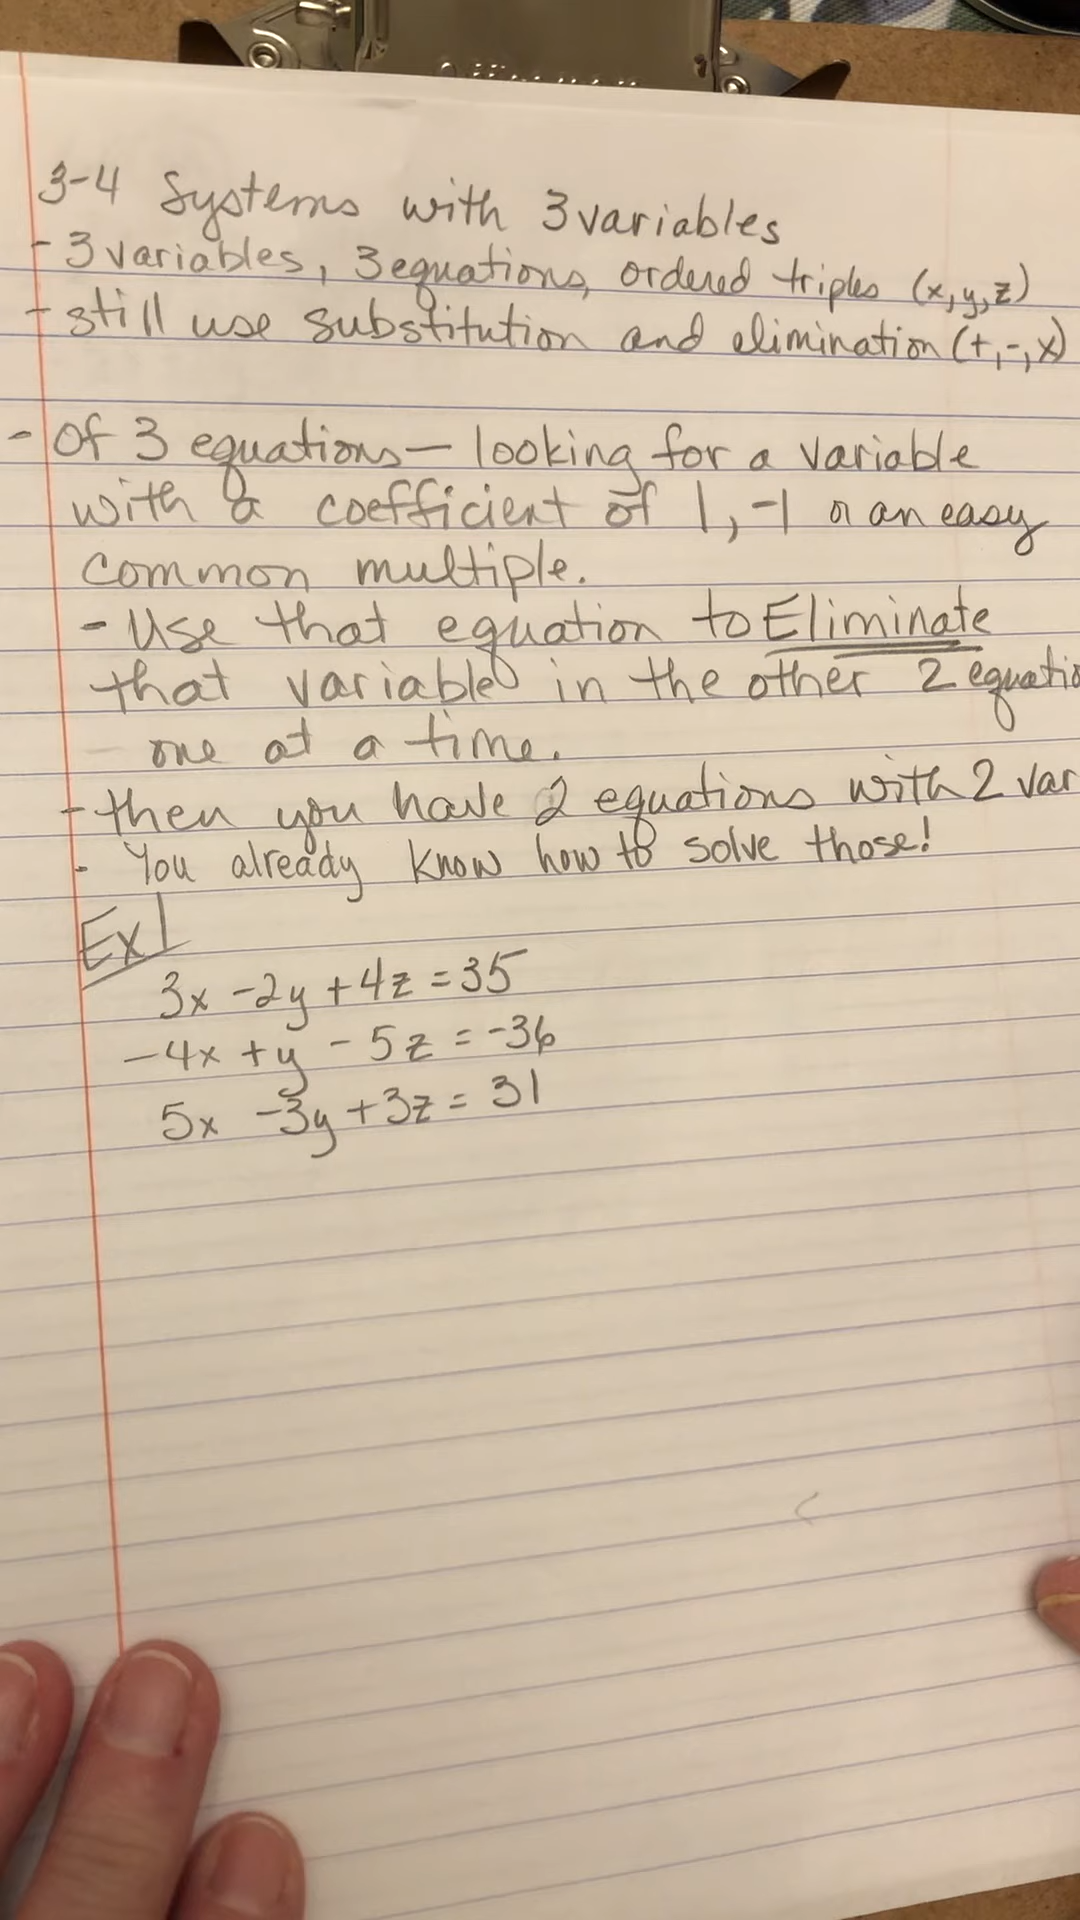 3-4 Systems with 3 variables
- 3 variables, 3 equations, ordered triples (x,y,z)
- still use substitution and elimination (+,-,x)
- Of 3 equations — looking for a variable
with a coefficient of 1, -1 or an easy
common multiple.
- Use that equation to Eliminate
that variable in the other 2 equatio
one at a time.
- then you have 2 equations with 2 var
- You already know how to solve those!
Ex 1
3x - 2y + 4z = 35
-4x + y - 5z = -36
5x - 3y + 3z = 31